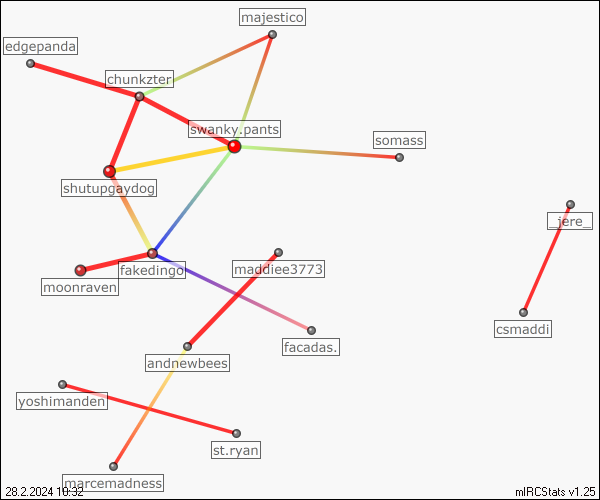 majestico
edgepanda
chunkzter
swanky.pants
somass
shutupgaydog
_jere_
fakedingo
maddiee3773
moonraven
csmaddi
facadas.
andnewbees
yoshimanden
st.ryan
marcemadness
28.2.2024 10:32
mIRCStats v1.25